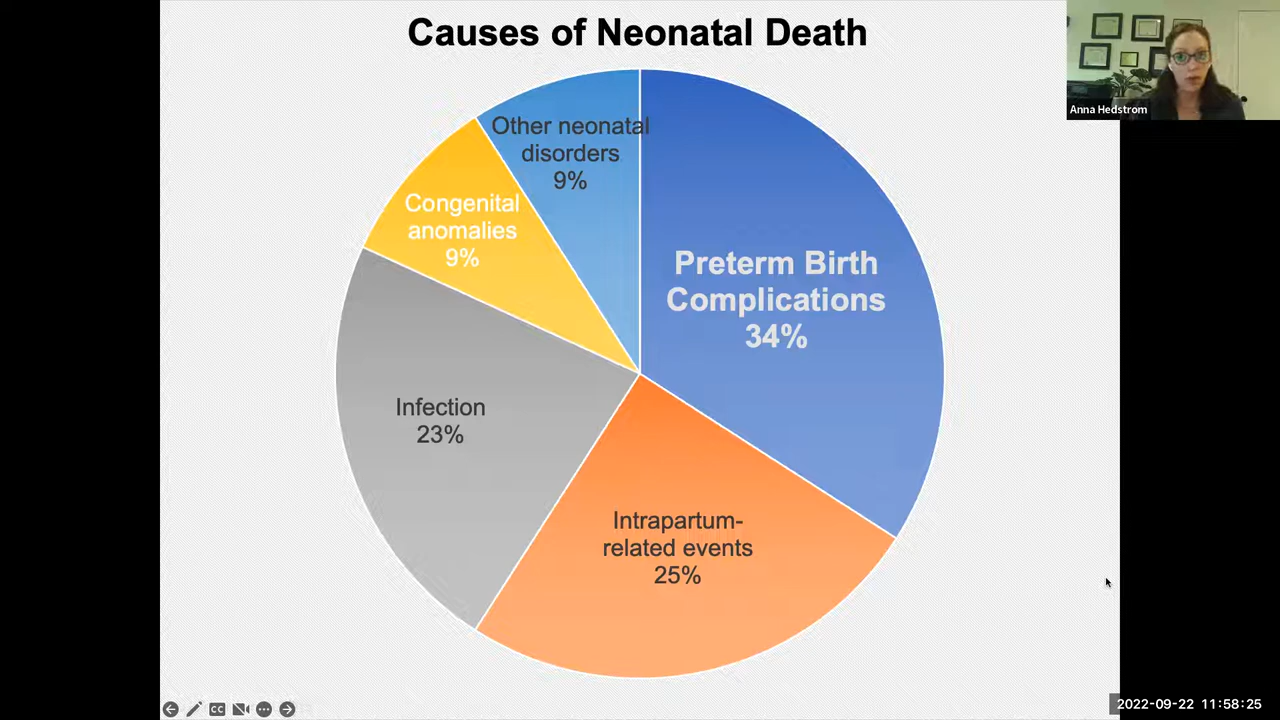 Causes of Neonatal Death
Anna Hedstrom
Other neonatal
disorders
9%
Congenital
anomalies
9%
Preterm Birth
Complications
34%
Infection
23%
Intrapartum-
related events
25%
CC
2022-09-22 11:58:25